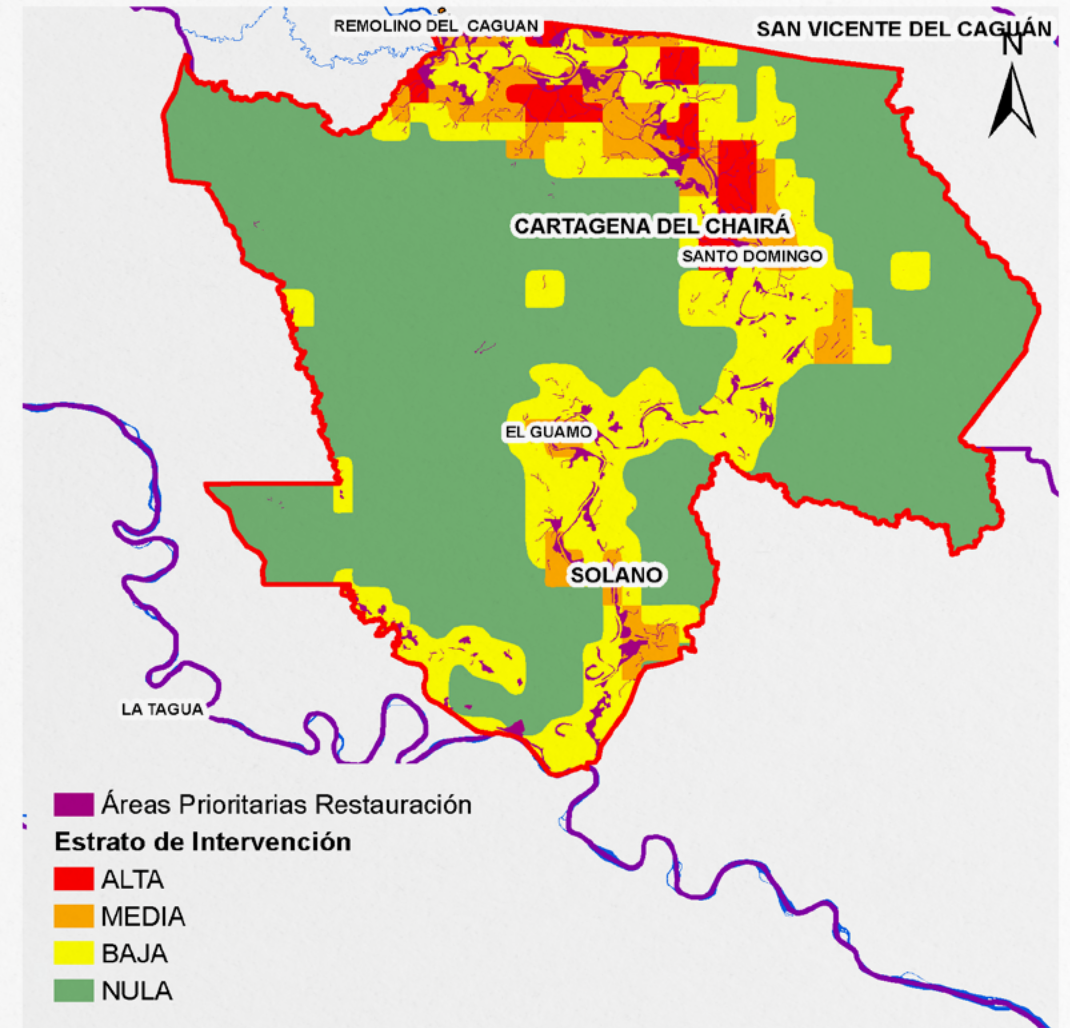 REMOLINO DEL CAGUAN
SAN VICENTE DEL CAGUÁN
N
CARTAGENA DEL CHAIRÁ
SANTO DOMINGO
EL GUAMO
SOLANO
LA TAGUA
Áreas Prioritarias Restauración
Estrato de Intervención
ALTA
MEDIA
BAJA
NULA